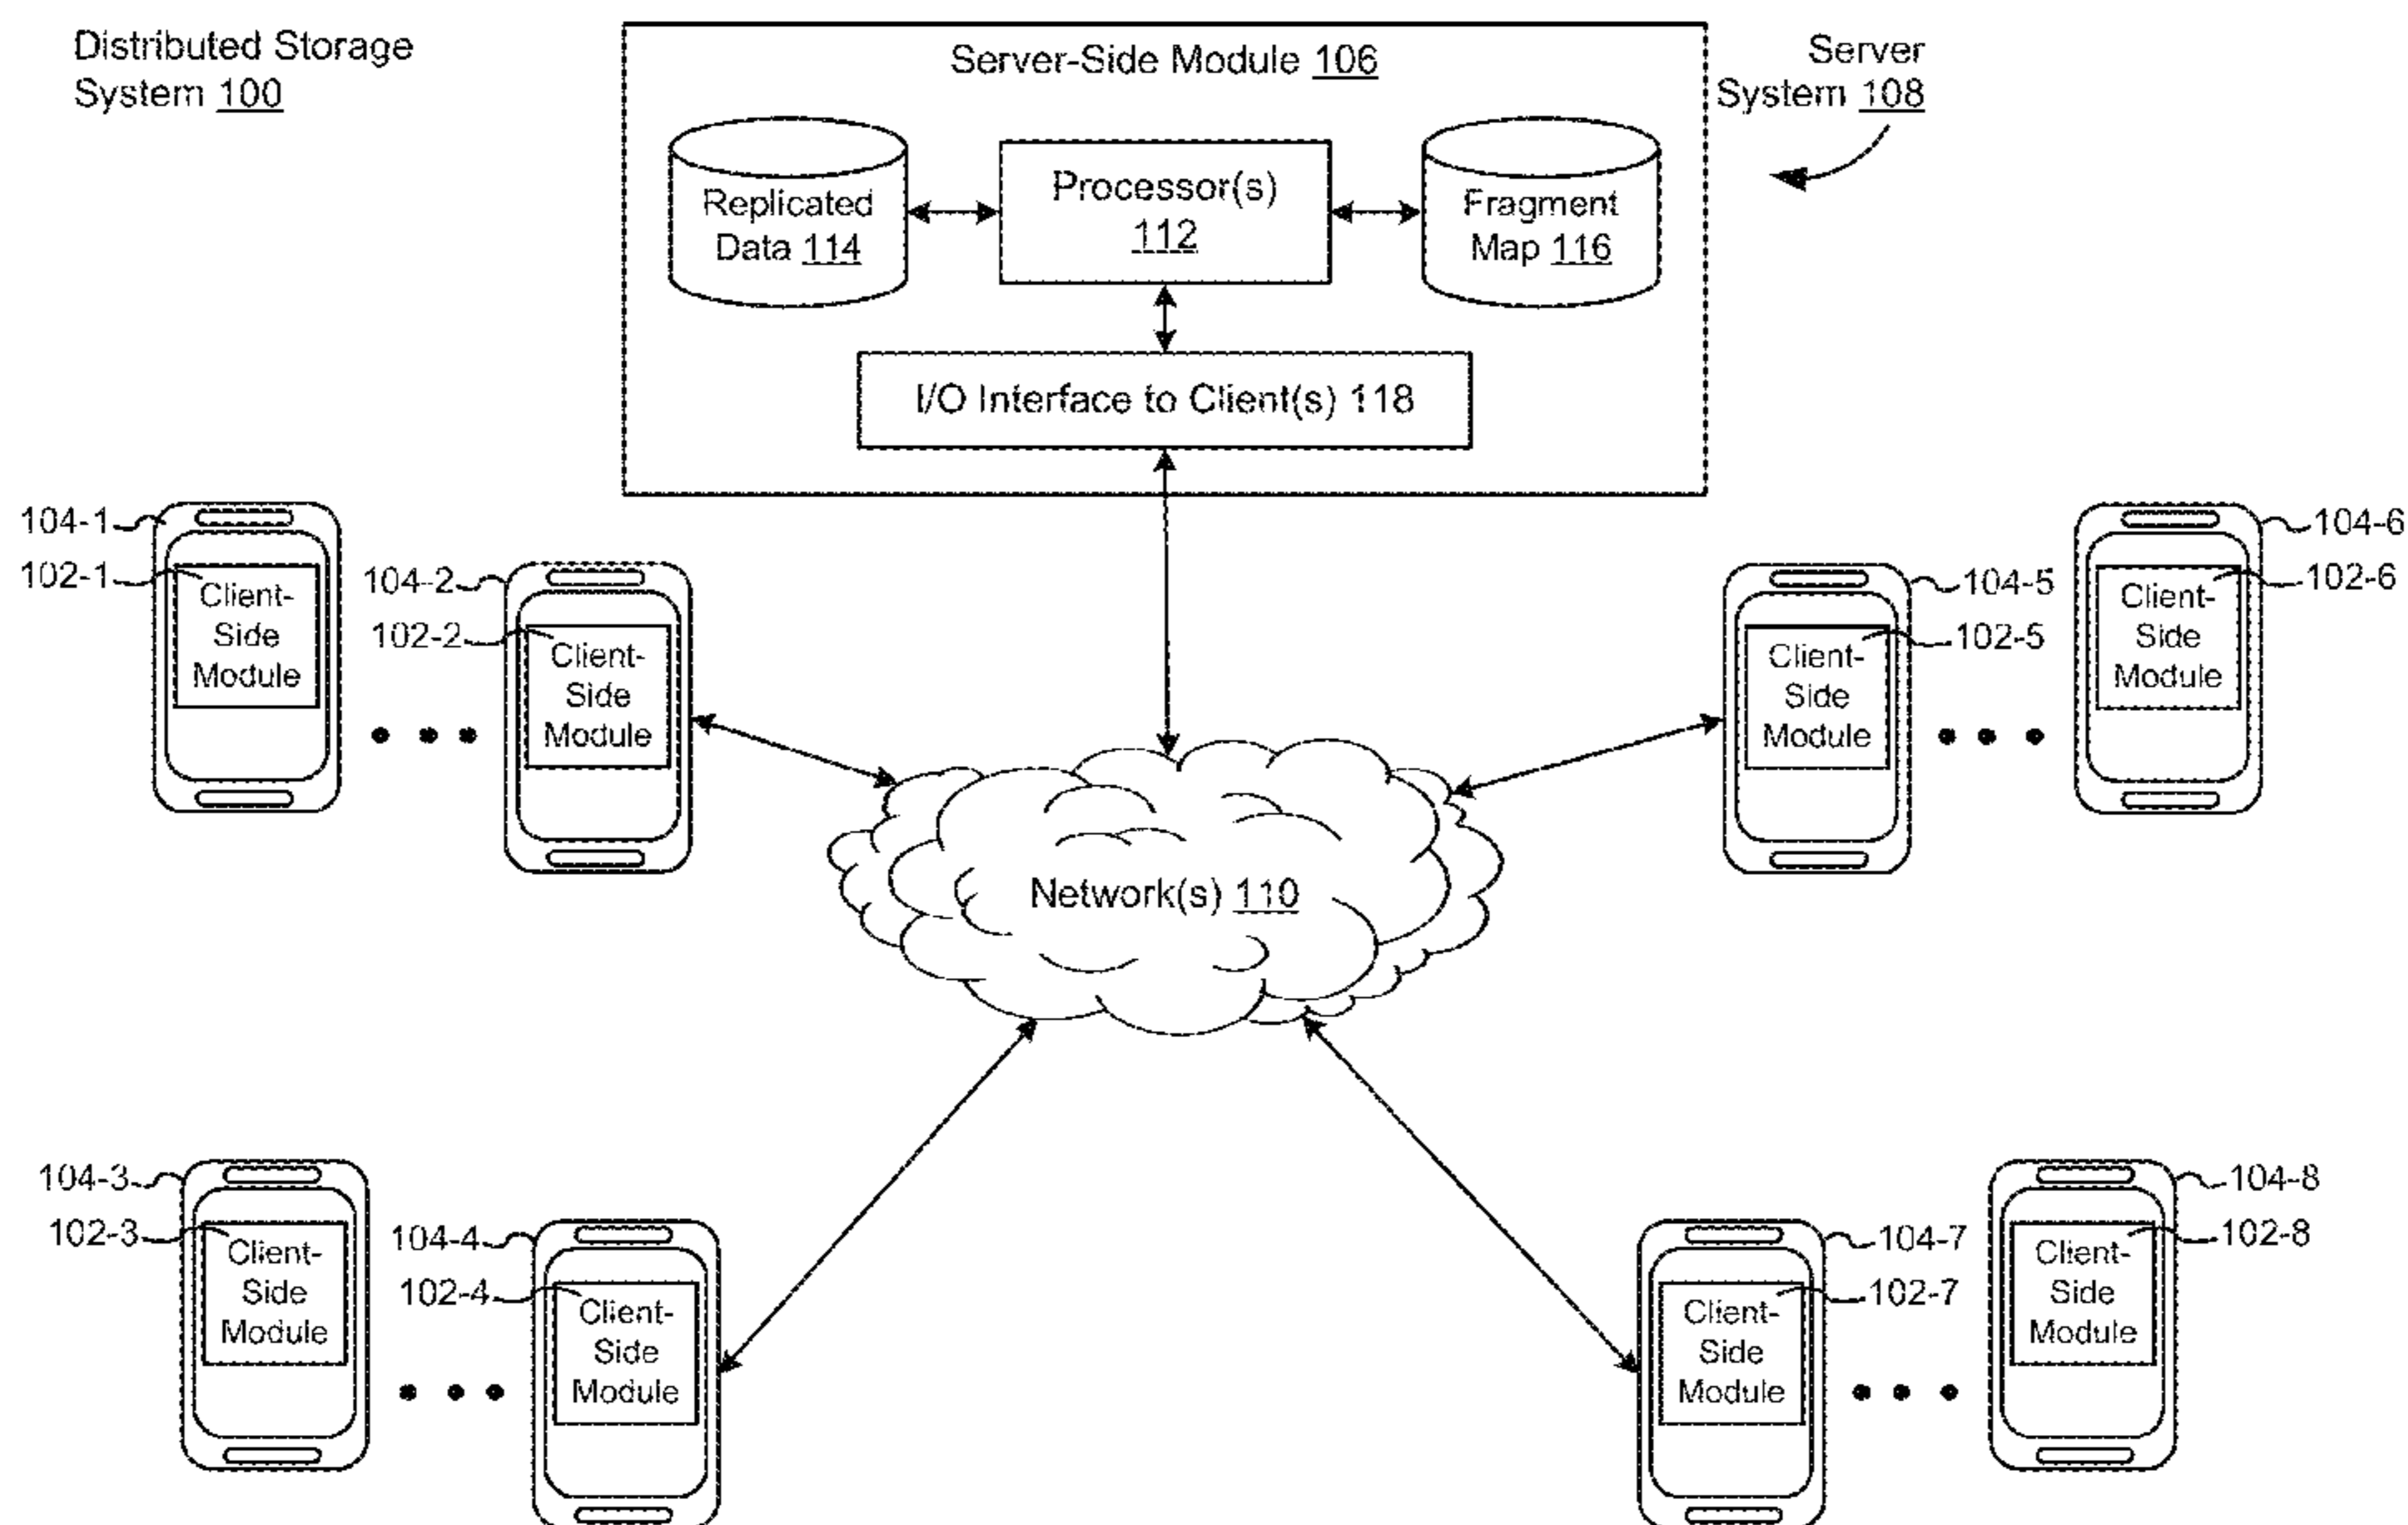 Distributed Storage
System 100
Server-Side Module 106
Server
System 108
Replicated
Data 114
Processor(s)
112
Fragment
Map 116
I/O Interface to Client(s) 118
104-1
102-1
Client-
Side
Module
104-2
102-2
Client-
Side
Module
104-5
102-5
Client-
Side
Module
104-6
102-6
Client-
Side
Module
Network(s) 110
104-3
102-3
Client-
Side
Module
104-4
102-4
Client-
Side
Module
104-7
102-7
Client-
Side
Module
104-8
102-8
Client-
Side
Module